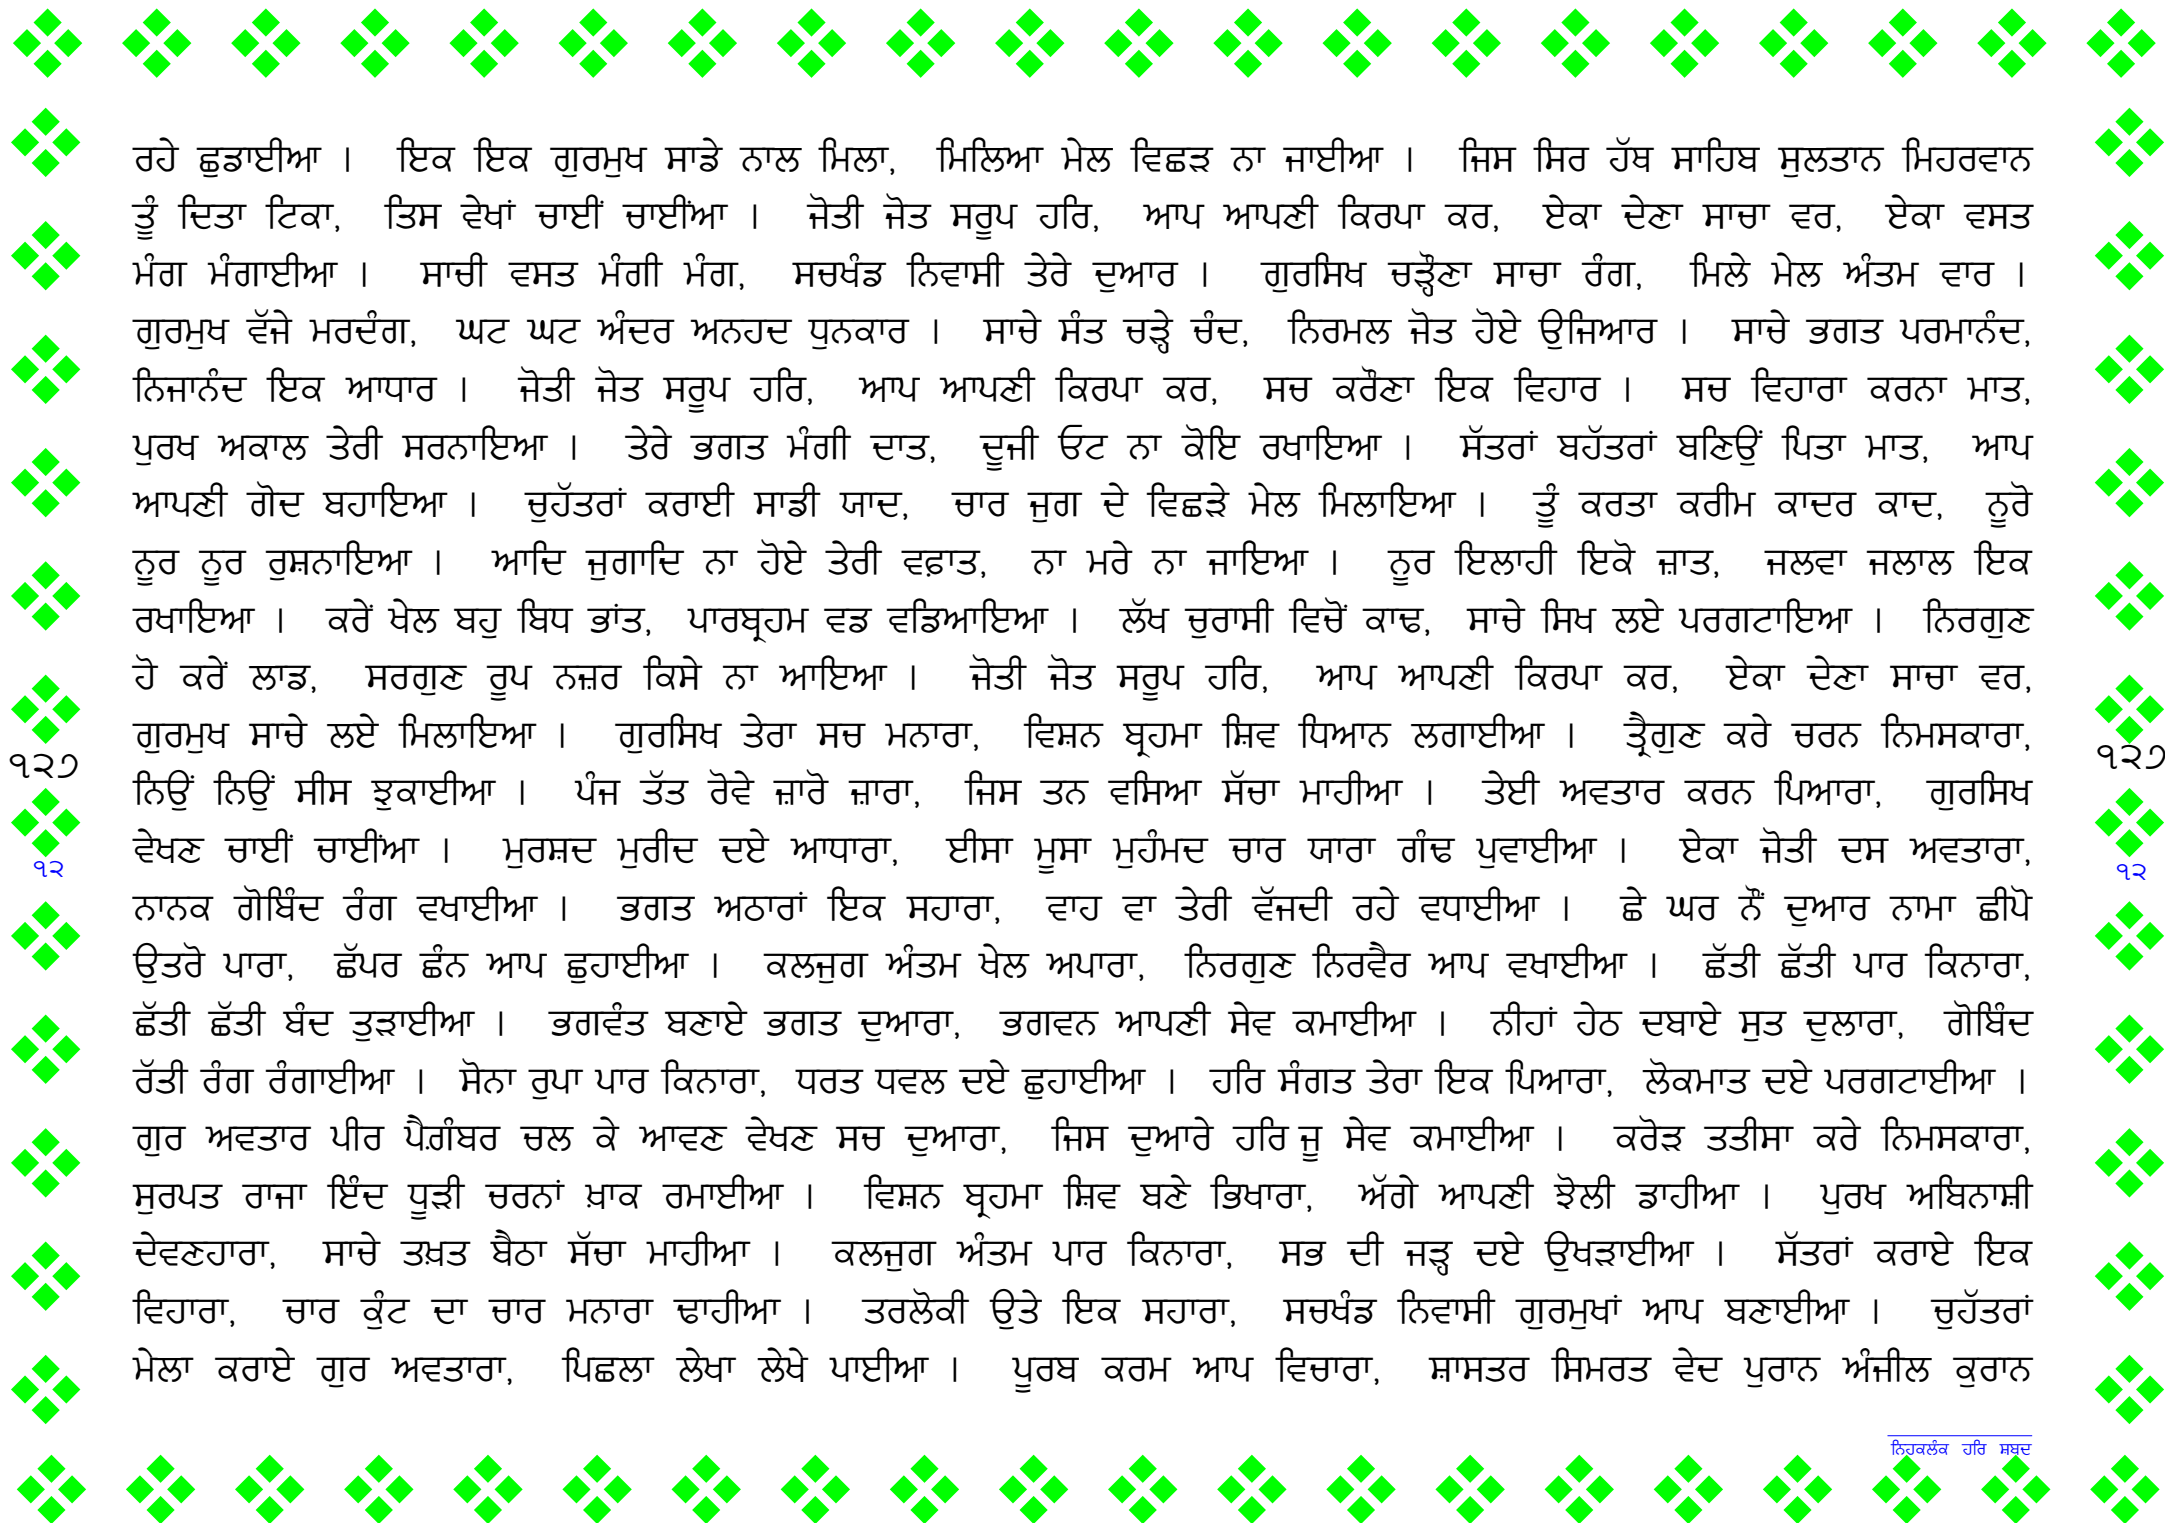 ਰਹੇ ਛੁਡਾਈਆ । ਇਕ ਇਕ ਗੁਰਮੁਖ ਸਾਡੇ ਨਾਲ ਮਿਲਾ, ਮਿਲਿਆ ਮੇਲ ਵਿਛੜ ਨਾ ਜਾਈਆ । ਜਿਸ ਸਿਰ ਹੱਥ ਸਾਹਿਬ ਸੁਲਤਾਨ ਮਿਹਰਵਾਨ
ਤੂੰ ਦਿਤਾ ਟਿਕਾ, ਤਿਸ ਵੇਖਾਂ ਚਾਈਂ ਚਾਈਂਆ । ਜੋਤੀ ਜੋਤ ਸਰੂਪ ਹਰਿ, ਆਪ ਆਪਣੀ ਕਿਰਪਾ ਕਰ, ਏਕਾ ਦੇਣਾ ਸਾਚਾ ਵਰ, ਏਕਾ ਵਸਤ
ਮੰਗ ਮੰਗਾਈਆ । ਸਾਚੀ ਵਸਤ ਮੰਗੀ ਮੰਗ, ਸਚਖੰਡ ਨਿਵਾਸੀ ਤੇਰੇ ਦੁਆਰ । ਗੁਰਸਿਖ ਚੜ੍ਹੌਣਾ ਸਾਚਾ ਰੰਗ, ਮਿਲੇ ਮੇਲ ਅੰਤਮ ਵਾਰ ।
ਗੁਰਮੁਖ ਵੱਜੇ ਮਰਦੰਗ, ਘਟ ਘਟ ਅੰਦਰ ਅਨਹਦ ਧੁਨਕਾਰ । ਸਾਚੇ ਸੰਤ ਚੜ੍ਹੇ ਚੰਦ, ਨਿਰਮਲ ਜੋਤ ਹੋਏ ਉਜਿਆਰ । ਸਾਚੇ ਭਗਤ ਪਰਮਾਨੰਦ,
ਨਿਜਾਨੰਦ ਇਕ ਆਧਾਰ । ਜੋਤੀ ਜੋਤ ਸਰੂਪ ਹਰਿ, ਆਪ ਆਪਣੀ ਕਿਰਪਾ ਕਰ, ਸਚ ਕਰੌਣਾ ਇਕ ਵਿਹਾਰ । ਸਚ ਵਿਹਾਰਾ ਕਰਨਾ ਮਾਤ,
ਪੁਰਖ ਅਕਾਲ ਤੇਰੀ ਸਰਨਾਇਆ । ਤੇਰੇ ਭਗਤ ਮੰਗੀ ਦਾਤ, ਦੂਜੀ ਓਟ ਨਾ ਕੋਇ ਰਖਾਇਆ । ਸੱਤਰਾਂ ਬਹੱਤਰਾਂ ਬਣਿਉਂ ਪਿਤਾ ਮਾਤ, ਆਪ
ਆਪਣੀ ਗੋਦ ਬਹਾਇਆ । ਚੁਹੱਤਰਾਂ ਕਰਾਈ ਸਾਡੀ ਯਾਦ, ਚਾਰ ਜੁਗ ਦੇ ਵਿਛੜੇ ਮੇਲ ਮਿਲਾਇਆ । ਤੂੰ ਕਰਤਾ ਕਰੀਮ ਕਾਦਰ ਕਾਦ, ਨੂਰੋ
ਨੂਰ ਨੂਰ ਰੁਸ਼ਨਾਇਆ । ਆਦਿ ਜੁਗਾਦਿ ਨਾ ਹੋਏ ਤੇਰੀ ਵਫ਼ਾਤ, ਨਾ ਮਰੇ ਨਾ ਜਾਇਆ । ਨੂਰ ਇਲਾਹੀ ਇਕੋ ਜ਼ਾਤ, ਜਲਵਾ ਜਲਾਲ ਇਕ
ਰਖਾਇਆ । ਕਰੇਂ ਖੇਲ ਬਹੁ ਬਿਧ ਭਾਂਤ, ਪਾਰਬ੍ਰਹਮ ਵਡ ਵਡਿਆਇਆ । ਲੱਖ ਚੁਰਾਸੀ ਵਿਚੋਂ ਕਾਢ, ਸਾਚੇ ਸਿਖ ਲਏ ਪਰਗਟਾਇਆ । ਨਿਰਗੁਣ
ਹੋ ਕਰੇਂ ਲਾਡ, ਸਰਗੁਣ ਰੂਪ ਨਜ਼ਰ ਕਿਸੇ ਨਾ ਆਇਆ । ਜੋਤੀ ਜੋਤ ਸਰੂਪ ਹਰਿ, ਆਪ ਆਪਣੀ ਕਿਰਪਾ ਕਰ, ਏਕਾ ਦੇਣਾ ਸਾਚਾ ਵਰ,
ਗੁਰਮੁਖ ਸਾਚੇ ਲਏ ਮਿਲਾਇਆ । ਗੁਰਸਿਖ ਤੇਰਾ ਸਚ ਮਨਾਰਾ, ਵਿਸ਼ਨ ਬ੍ਰਹਮਾ ਸ਼ਿਵ ਧਿਆਨ ਲਗਾਈਆ । ਤ੍ਰੈਗੁਣ ਕਰੇ ਚਰਨ ਨਿਮਸਕਾਰਾ,
੧੨੭ ਨਿਉਂ ਨਿਉਂ ਸੀਸ ਝੁਕਾਈਆ । ਪੰਜ ਤੱਤ ਰੋਵੇ ਜ਼ਾਰੋ ਜ਼ਾਰਾ, ਜਿਸ ਤਨ ਵਸਿਆ ਸੱਚਾ ਮਾਹੀਆ । ਤੇਈ ਅਵਤਾਰ ਕਰਨ ਪਿਆਰਾ, ਗੁਰਸਿਖ ੧੨੭
ਵੇਖਣ ਚਾਈਂ ਚਾਈਂਆ । ਮੁਰਸ਼ਦ ਮੁਰੀਦ ਦਏ ਆਧਾਰਾ, ਈਸਾ ਮੂਸਾ ਮੁਹੰਮਦ ਚਾਰ ਯਾਰਾ ਗੰਢ ਪੁਵਾਈਆ । ਏਕਾ ਜੋਤੀ ਦਸ ਅਵਤਾਰਾ,
੧੨ ੧੨
ਨਾਨਕ ਗੋਬਿੰਦ ਰੰਗ ਵਖਾਈਆ । ਭਗਤ ਅਠਾਰਾਂ ਇਕ ਸਹਾਰਾ, ਵਾਹ ਵਾ ਤੇਰੀ ਵੱਜਦੀ ਰਹੇ ਵਧਾਈਆ । ਛੇ ਘਰ ਨੌਂ ਦੁਆਰ ਨਾਮਾ ਛੀਪੋ
ਉਤਰੋ ਪਾਰਾ, ਛੱਪਰ ਛੰਨ ਆਪ ਛੁਹਾਈਆ । ਕਲਜੁਗ ਅੰਤਮ ਖੇਲ ਅਪਾਰਾ, ਨਿਰਗੁਣ ਨਿਰਵੈਰ ਆਪ ਵਖਾਈਆ । ਛੱਤੀ ਛੱਤੀ ਪਾਰ ਕਿਨਾਰਾ,
ਛੱਤੀ ਛੱਤੀ ਬੰਦ ਤੁੜਾਈਆ । ਭਗਵੰਤ ਬਣਾਏ ਭਗਤ ਦੁਆਰਾ, ਭਗਵਨ ਆਪਣੀ ਸੇਵ ਕਮਾਈਆ । ਨੀਹਾਂ ਹੇਠ ਦਬਾਏ ਸੁਤ ਦੁਲਾਰਾ, ਗੋਬਿੰਦ
ਰੱਤੀ ਰੰਗ ਰੰਗਾਈਆ । ਸੋਨਾ ਰੁਪਾ ਪਾਰ ਕਿਨਾਰਾ, ਧਰਤ ਧਵਲ ਦਏ ਛੁਹਾਈਆ । ਹਰਿ ਸੰਗਤ ਤੇਰਾ ਇਕ ਪਿਆਰਾ, ਲੋਕਮਾਤ ਦਏ ਪਰਗਟਾਈਆ ।
ਗੁਰ ਅਵਤਾਰ ਪੀਰ ਪੈਗ਼ੰਬਰ ਚਲ ਕੇ ਆਵਣ ਵੇਖਣ ਸਚ ਦੁਆਰਾ, ਜਿਸ ਦੁਆਰੇ ਹਰਿ ਜੂ ਸੇਵ ਕਮਾਈਆ । ਕਰੋੜ ਤਤੀਸਾ ਕਰੇ ਨਿਮਸਕਾਰਾ,
ਸੁਰਪਤ ਰਾਜਾ ਇੰਦ ਧੂੜੀ ਚਰਨਾਂ ਖ਼ਾਕ ਰਮਾਈਆ । ਵਿਸ਼ਨ ਬ੍ਰਹਮਾ ਸ਼ਿਵ ਬਣੇ ਭਿਖਾਰਾ, ਅੱਗੇ ਆਪਣੀ ਝੋਲੀ ਡਾਹੀਆ । ਪੁਰਖ ਅਬਿਨਾਸ਼ੀ
ਦੇਵਣਹਾਰਾ, ਸਾਚੇ ਤਖ਼ਤ ਬੈਠਾ ਸੱਚਾ ਮਾਹੀਆ । ਕਲਜੁਗ ਅੰਤਮ ਪਾਰ ਕਿਨਾਰਾ, ਸਭ ਦੀ ਜੜ੍ਹ ਦਏ ਉਖੜਾਈਆ । ਸੱਤਰਾਂ ਕਰਾਏ ਇਕ
ਵਿਹਾਰਾ, ਚਾਰ ਕੁੰਟ ਦਾ ਚਾਰ ਮਨਾਰਾ ਢਾਹੀਆ । ਤਰਲੋਕੀ ਉਤੇ ਇਕ ਸਹਾਰਾ, ਸਚਖੰਡ ਨਿਵਾਸੀ ਗੁਰਮੁਖਾਂ ਆਪ ਬਣਾਈਆ । ਚੁਹੱਤਰਾਂ
ਮੇਲਾ ਕਰਾਏ ਗੁਰ ਅਵਤਾਰਾ, ਪਿਛਲਾ ਲੇਖਾ ਲੇਖੇ ਪਾਈਆ । ਪੂਰਬ ਕਰਮ ਆਪ ਵਿਚਾਰਾ, ਸ਼ਾਸਤਰ ਸਿਮਰਤ ਵੇਦ ਪੁਰਾਨ ਅੰਜੀਲ ਕੁਰਾਨ
ਨਿਹਕਲੰਕ ਹਰਿ ਸ਼ਬਦ